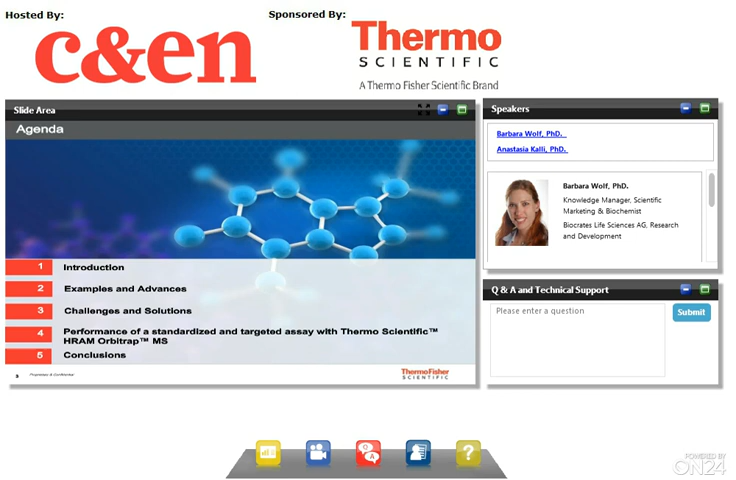 Hosted By:
Sponsored By:
c&en
Thermo
SCIENTIFIC
A Thermo Fisher Scientific Brand
Slide Area
Agenda
1 Introduction
2 Examples and Advances
3 Challenges and Solutions
4 Performance of a standardized and targeted assay with Thermo Scientific™
HRAM Orbitrap™ MS
5 Conclusions
Proprietary & Confidential
ThermoFisher
SCIENTIFIC
Speakers
Barbara Wolf, PhD.
Anastasia Kalli, PhD.
Barbara Wolf, PhD.
Knowledge Manager, Scientific
Marketing & Biochemist
Biocrates Life Sciences AG, Research
and Development
Q & A and Technical Support
Please enter a question
Submit
Q
A
?
POWERED BY
ON24